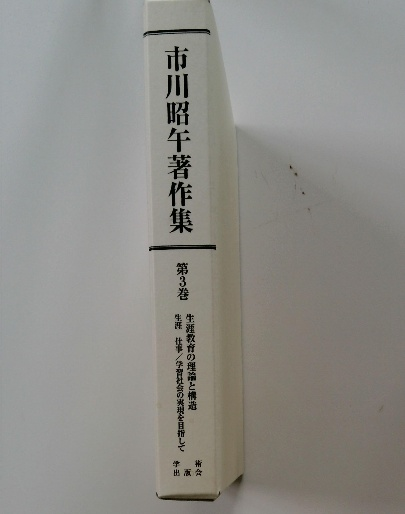 市川昭午著作集
第3巻
生涯教育の理論と構造
生涯 仕事／学習社会の実現を目指して
学術出版会